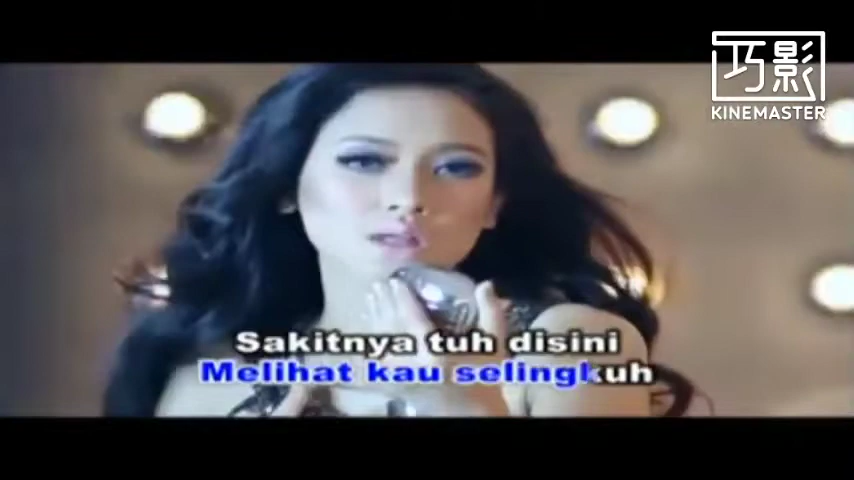 巧影
KINEMASTER
Sakitnya tuh disini
Melihat kau selingkuh